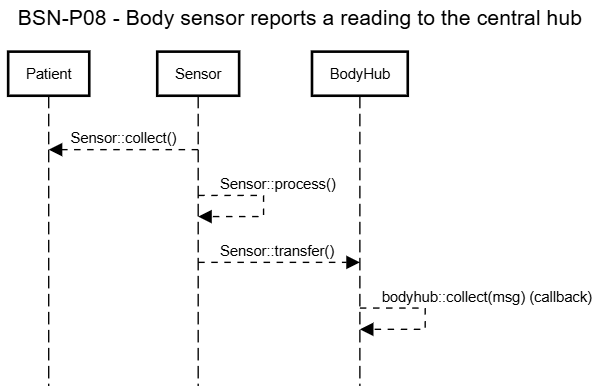 BSN-P08 - Body sensor reports a reading to the central hub
Patient
Sensor
BodyHub
Sensor::collect()
Sensor::process()
Sensor::transfer()
bodyhub::collect(msg) (callback)